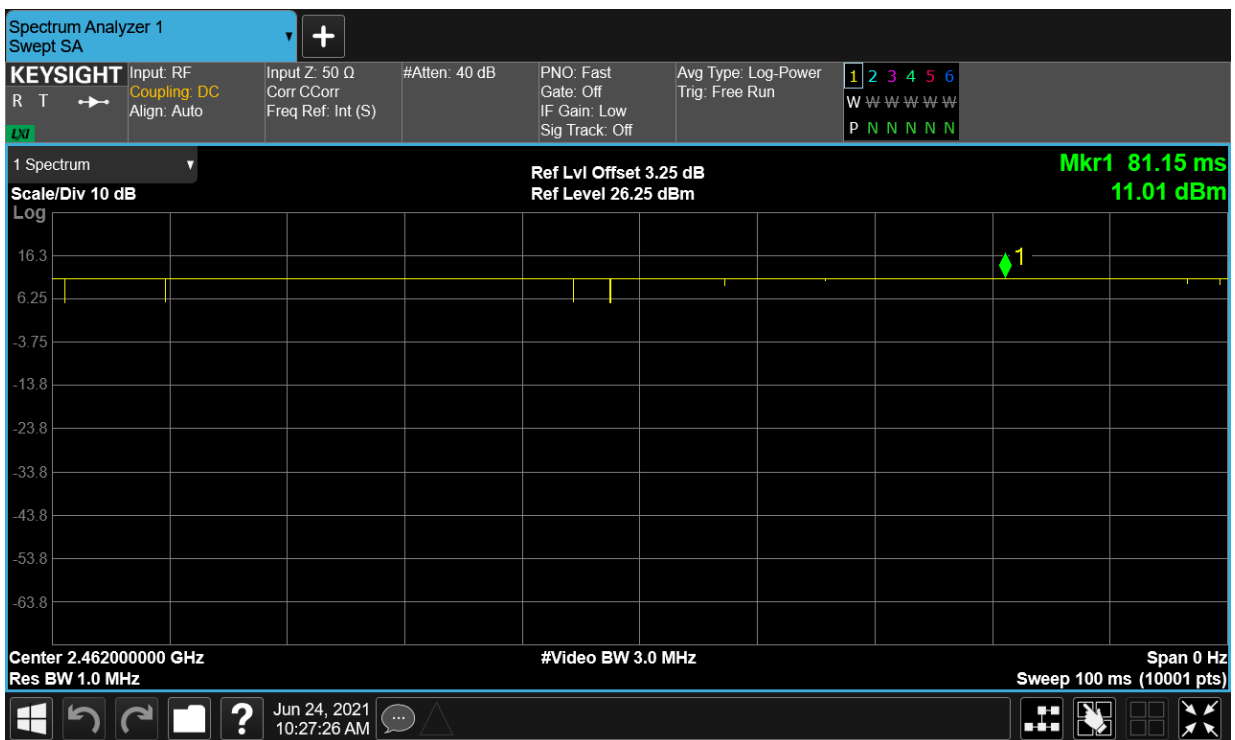 Spectrum Analyzer 1
Swept SA
KEYSIGHT
R T
LXI
Input: RF
Coupling: DC
Align: Auto
Input Z: 50 Ω
Corr CCorr
Freq Ref: Int (S)
#Atten: 40 dB
PNO: Fast
Gate: Off
IF Gain: Low
Sig Track: Off
Avg Type: Log-Power
Trig: Free Run
1 2 3 4 5 6
W W W W W W
P N N N N N
1 Spectrum
Scale/Div 10 dB
Ref Lvl Offset 3.25 dB
Ref Level 26.25 dBm
Mkr1 81.15 ms
11.01 dBm
Log
16.3
6.25
-3.75
-13.8
-23.8
-33.8
-43.8
-53.8
-63.8
1
Center 2.462000000 GHz
Res BW 1.0 MHz
#Video BW 3.0 MHz
Span 0 Hz
Sweep 100 ms (10001 pts)
?
Jun 24, 2021
10:27:26 AM